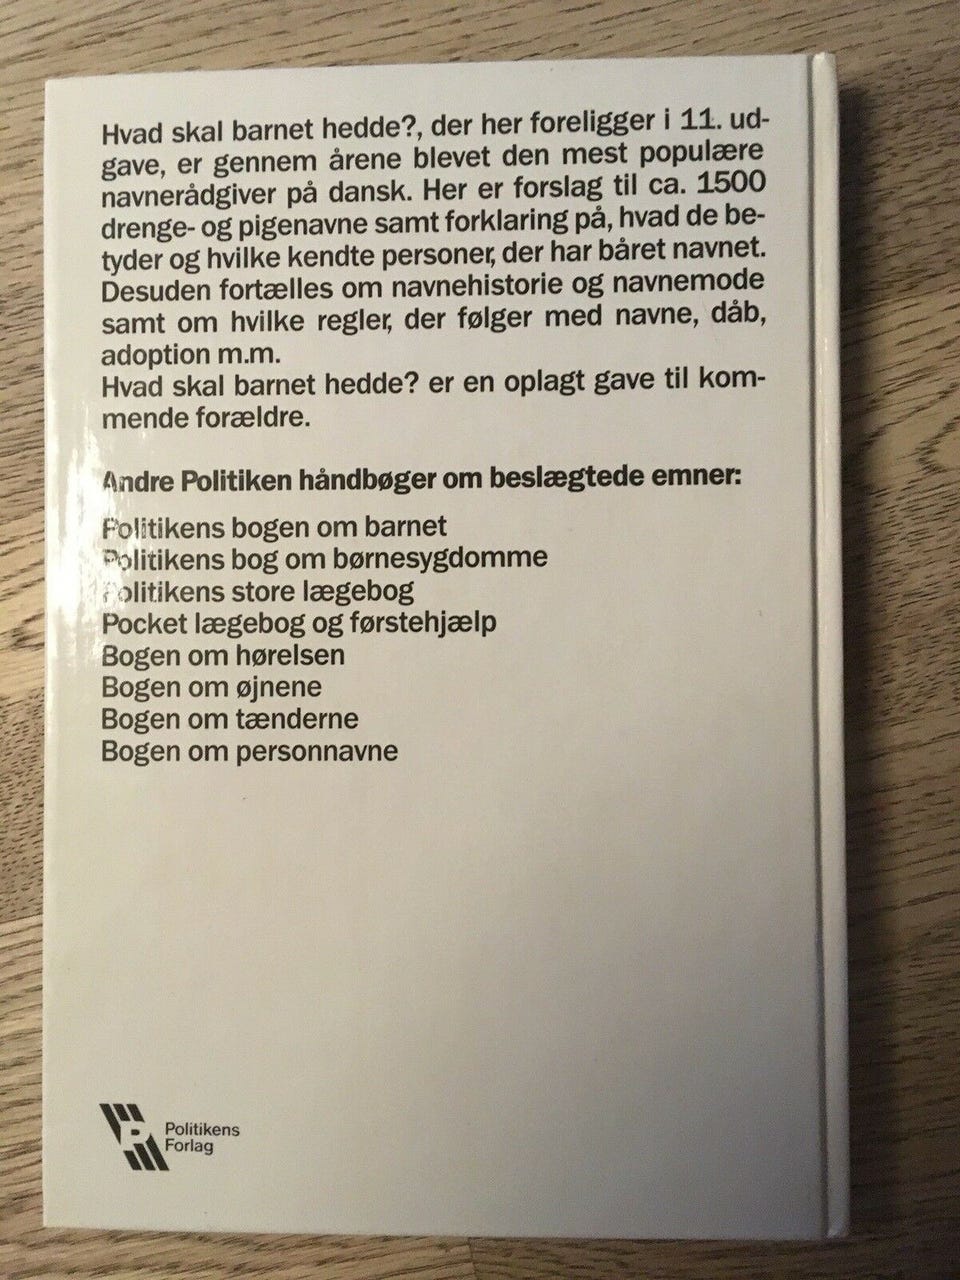 Hvad skal barnet hedde?, der her foreligger i 11. ud-
gave, er gennem årene blevet den mest populære
navnerådgiver på dansk. Her er forslag til ca. 1500
drenge- og pigenavne samt forklaring på, hvad de be-
tyder og hvilke kendte personer, der har båret navnet.
Desuden fortælles om navnehistorie og navnemode
samt om hvilke regler, der følger med navne, dåb,
adoption m.m.
Hvad skal barnet hedde? er en oplagt gave til kom-
mende forældre.
Andre Politiken håndbøger om beslægtede emner:
Politikens bogen om barnet
Politikens bog om børnesygdomme
Politikens store lægebog
Pocket lægebog og førstehjælp
Bogen om hørelsen
Bogen om øjnene
Bogen om tænderne
Bogen om personnavne
P
Politikens
Forlag